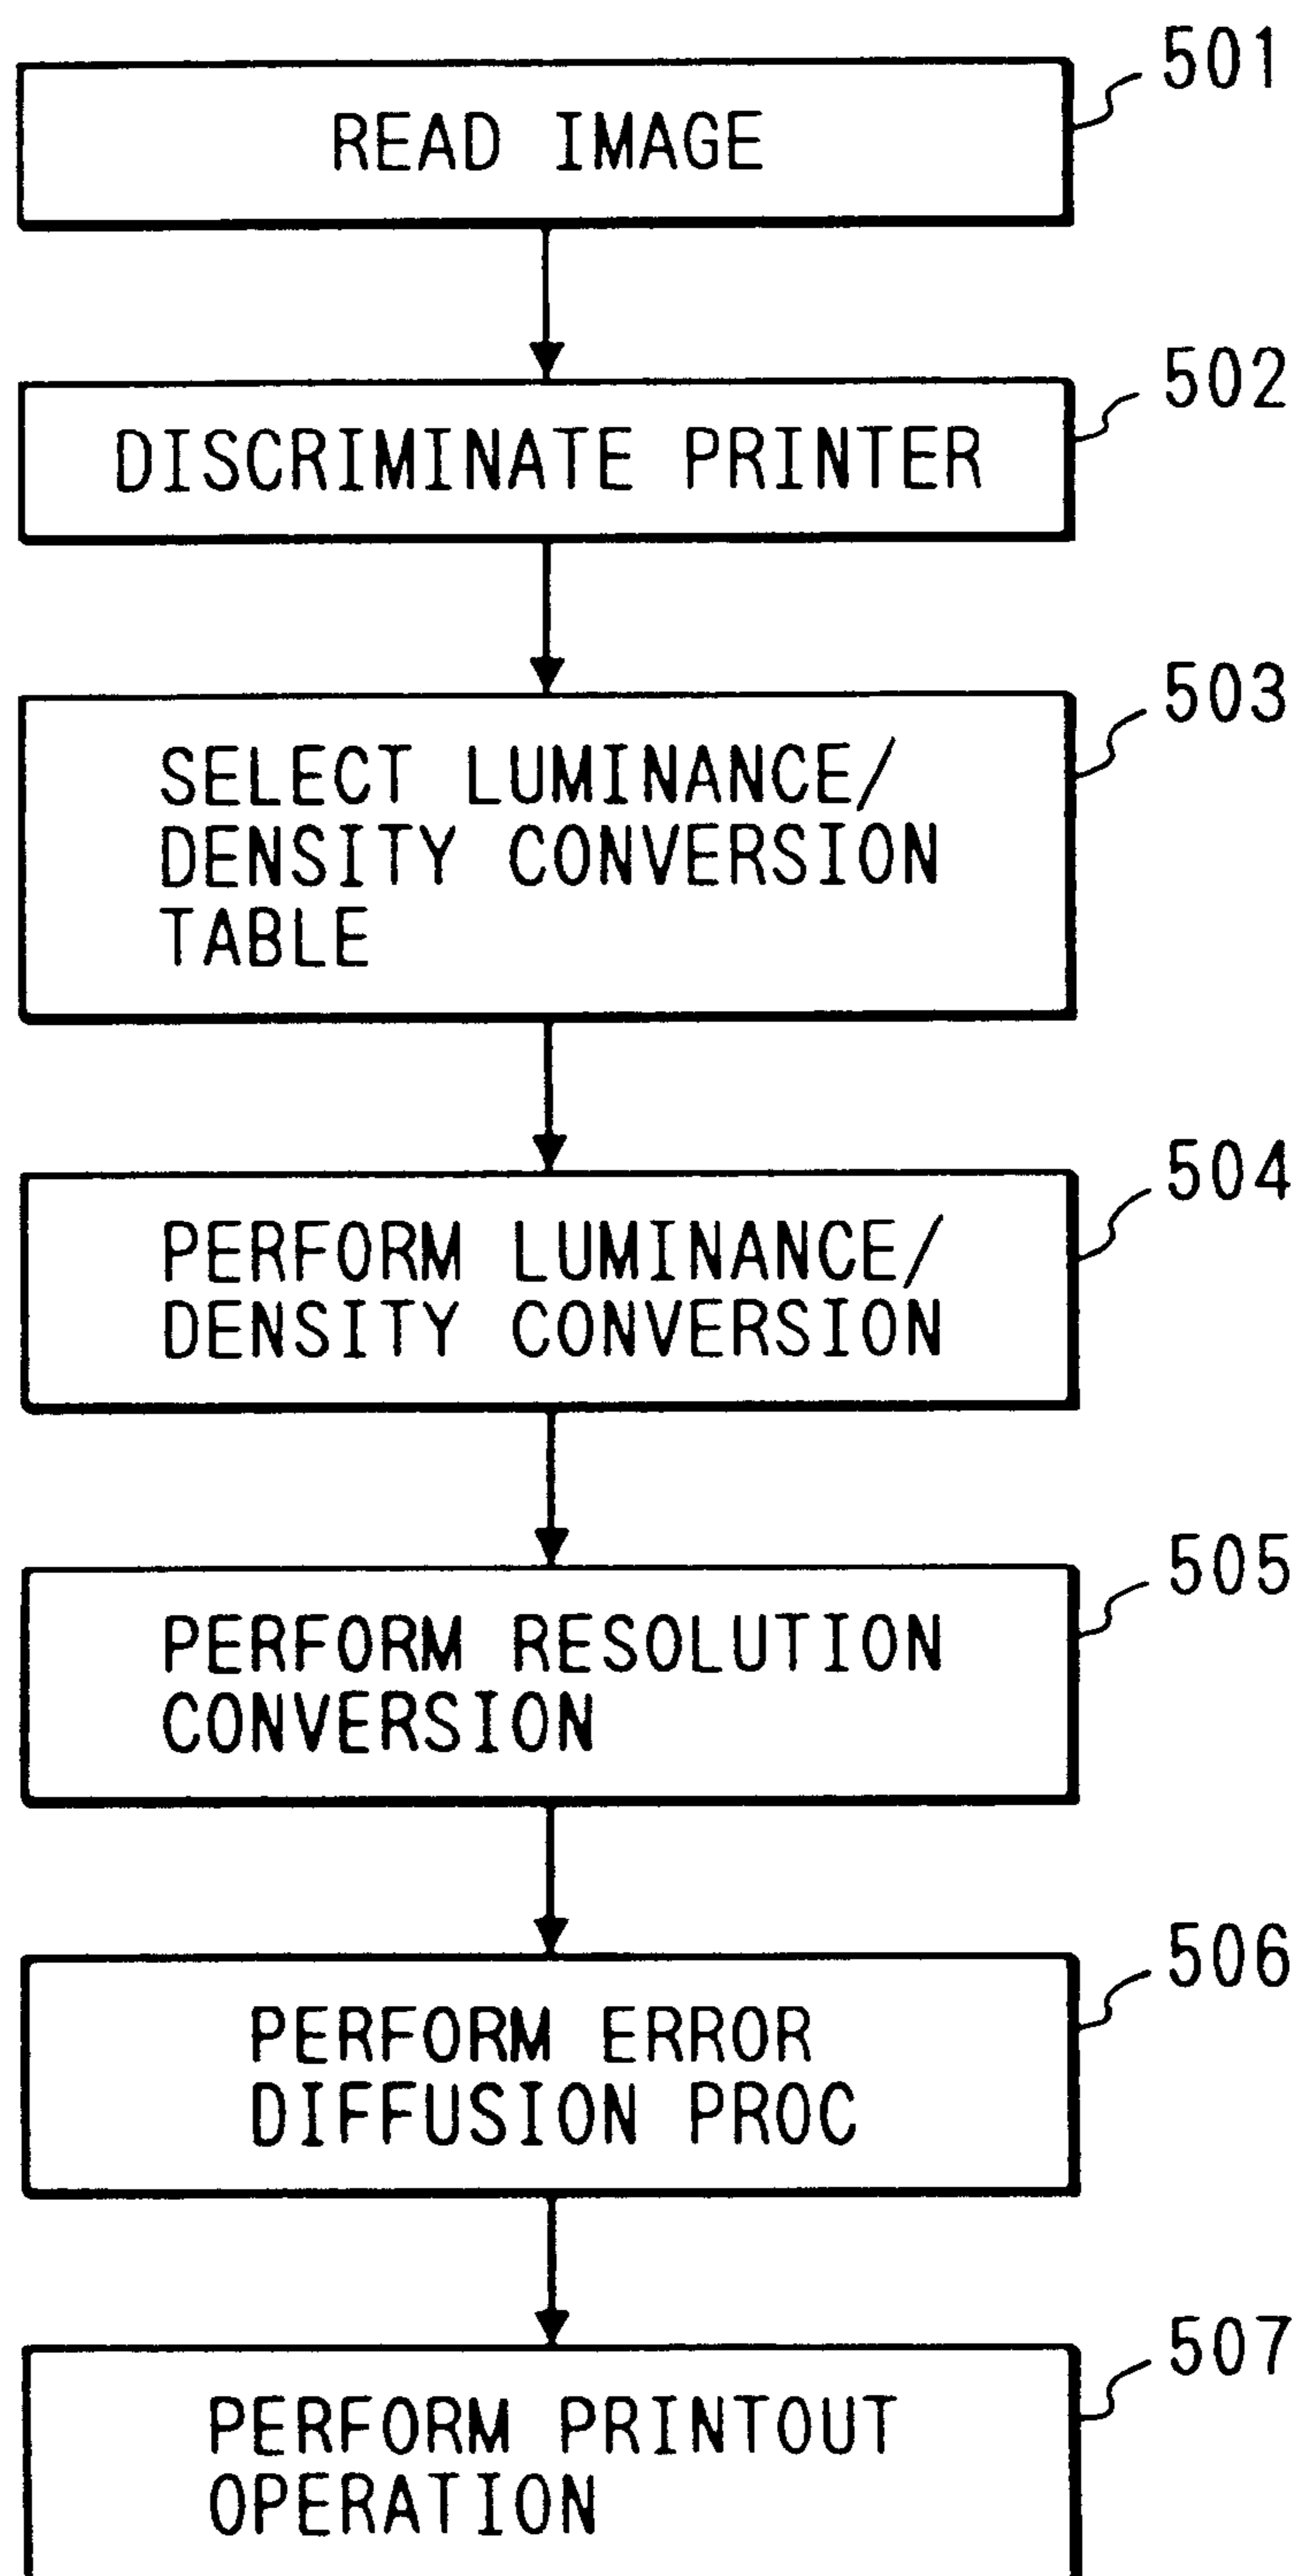 501
READ IMAGE
502
DISCRIMINATE PRINTER
503
SELECT LUMINANCE/
DENSITY CONVERSION
TABLE
504
PERFORM LUMINANCE/
DENSITY CONVERSION
505
PERFORM RESOLUTION
CONVERSION
506
PERFORM ERROR
DIFFUSION PROC
507
PERFORM PRINTOUT
OPERATION